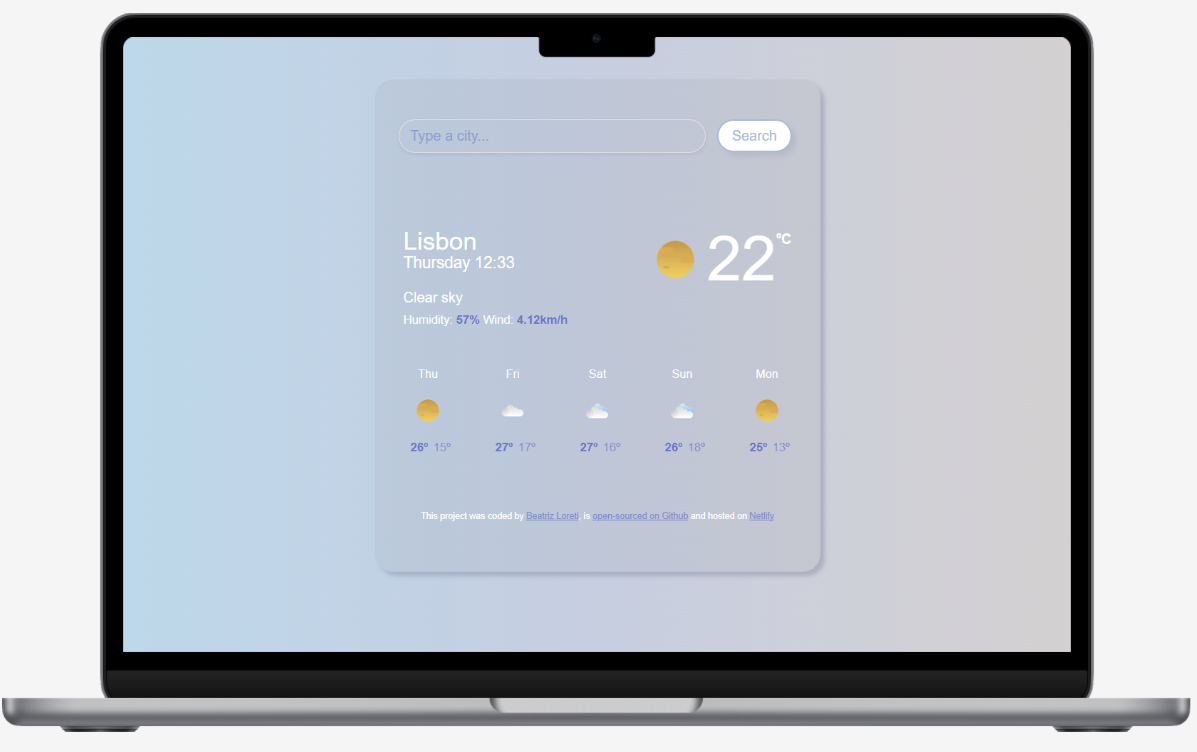 Type a city... Search
Lisbon
Thursday 12:33
22°C
Clear sky
Humidity: 57% Wind: 4.12km/h
Thu Fri Sat Sun Mon
26° 15° 27° 17° 27° 16° 26° 18° 25° 13°
This project was coded by Beatriz Loreti. is open-sourced on Github and hosted on Netlify